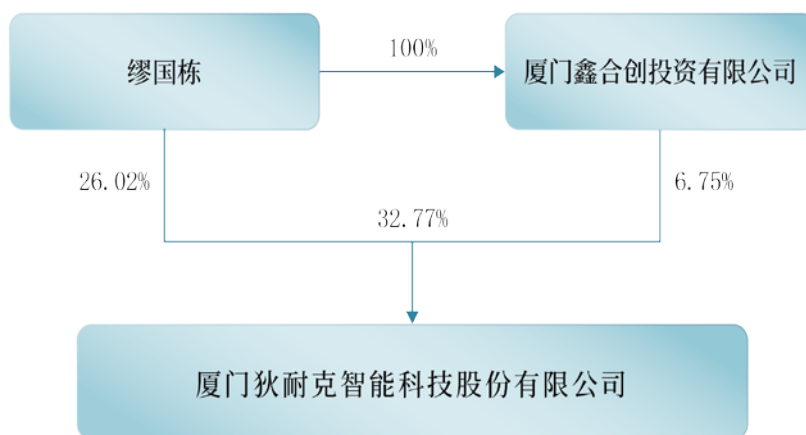 100%
缪国栋
厦门鑫合创投资有限公司
26.02%
6.75%
32.77%
厦门狄耐克智能科技股份有限公司